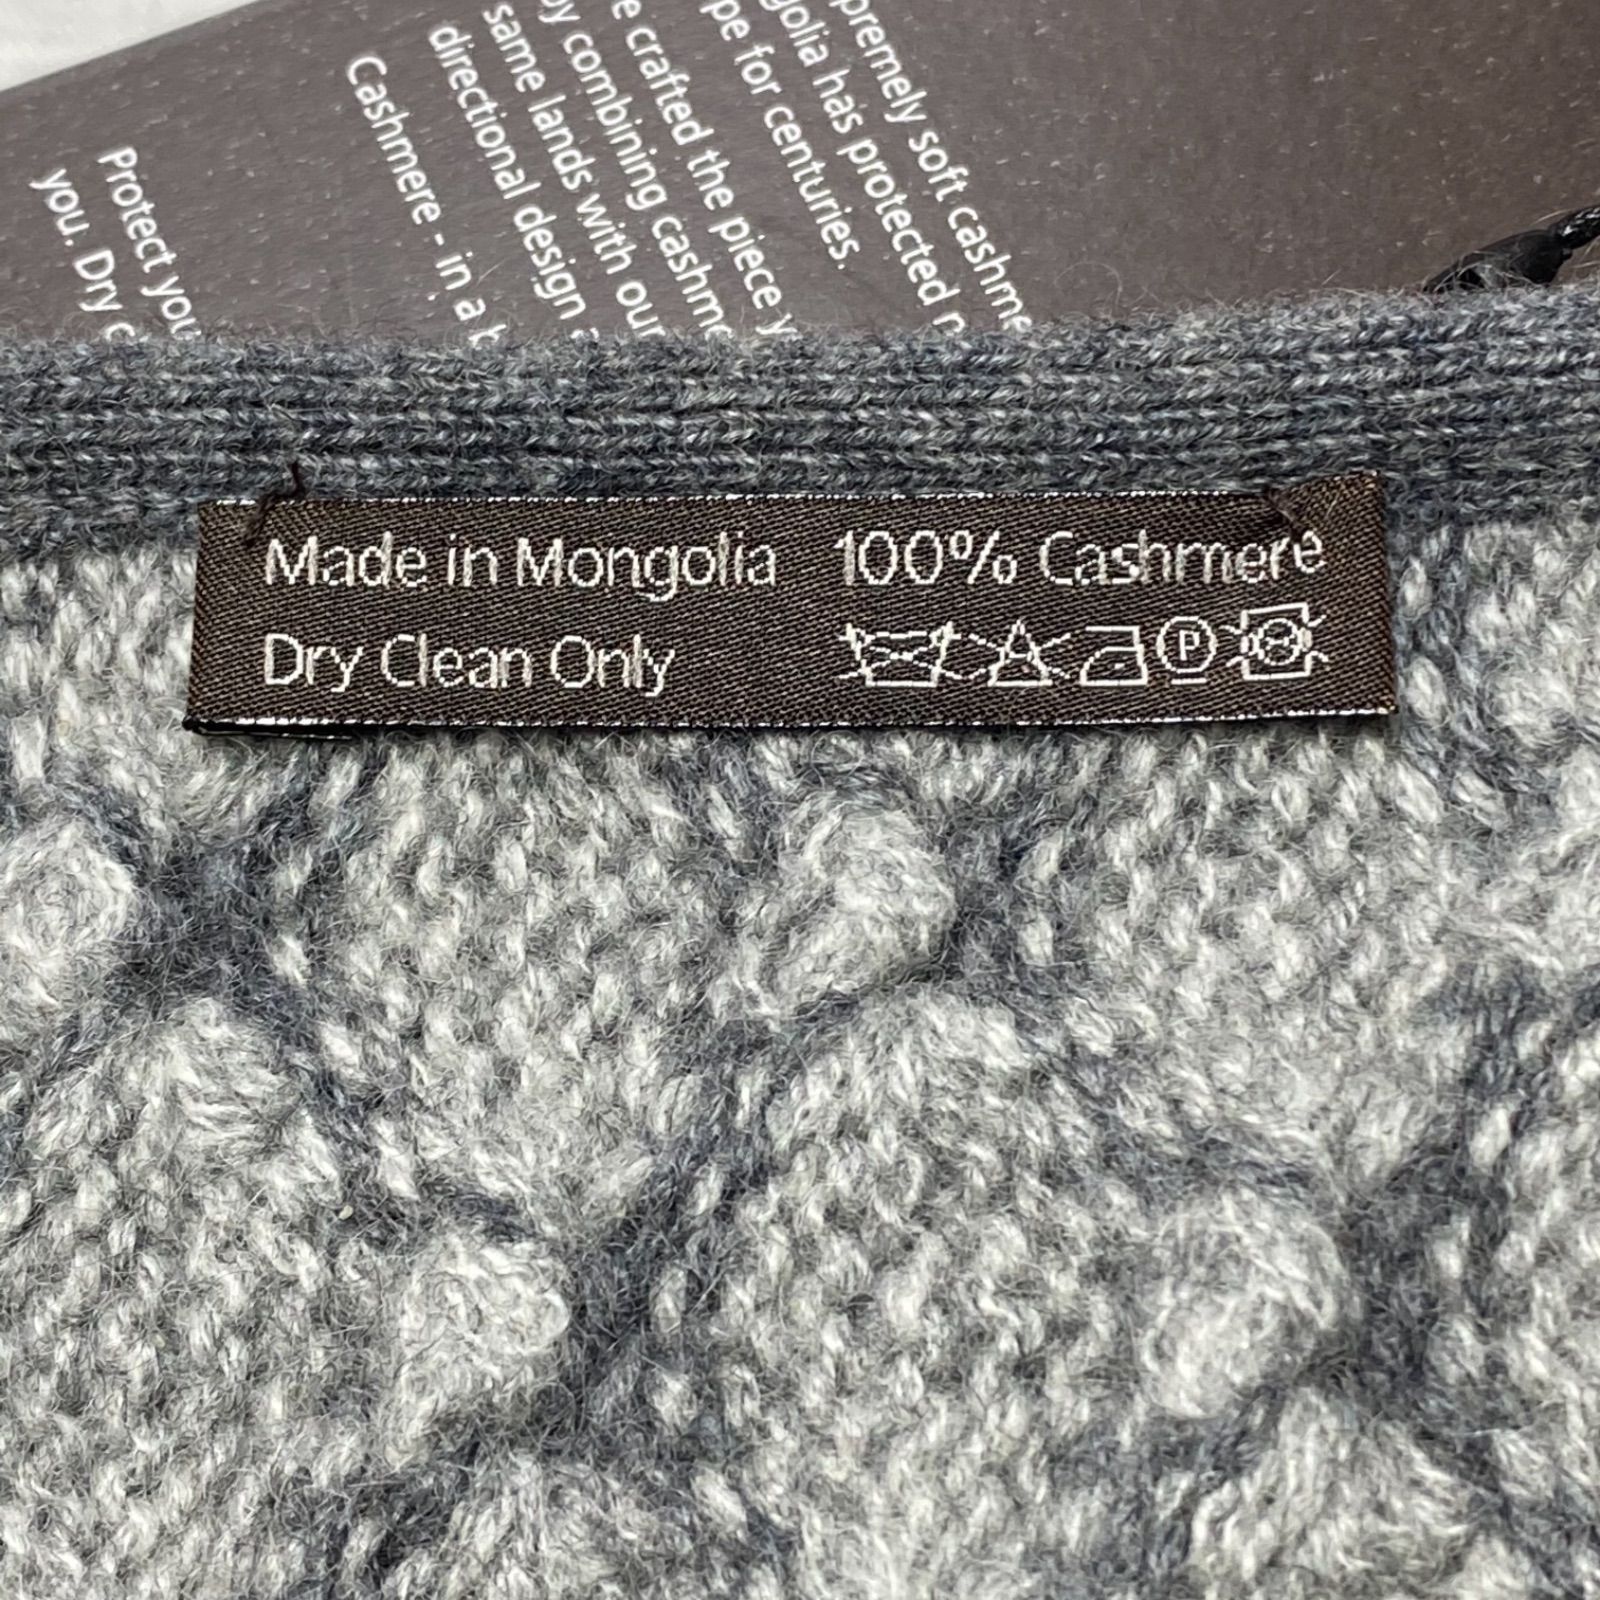 premely soft cashme
golia has protected
pe for centuries.
e crafted the piece
by combining cashme
same lands with our
directional design
Cashmere - in a
Protect you
you. Dry
Made in Mongolia 100% Cashmere
Dry Clean Only P